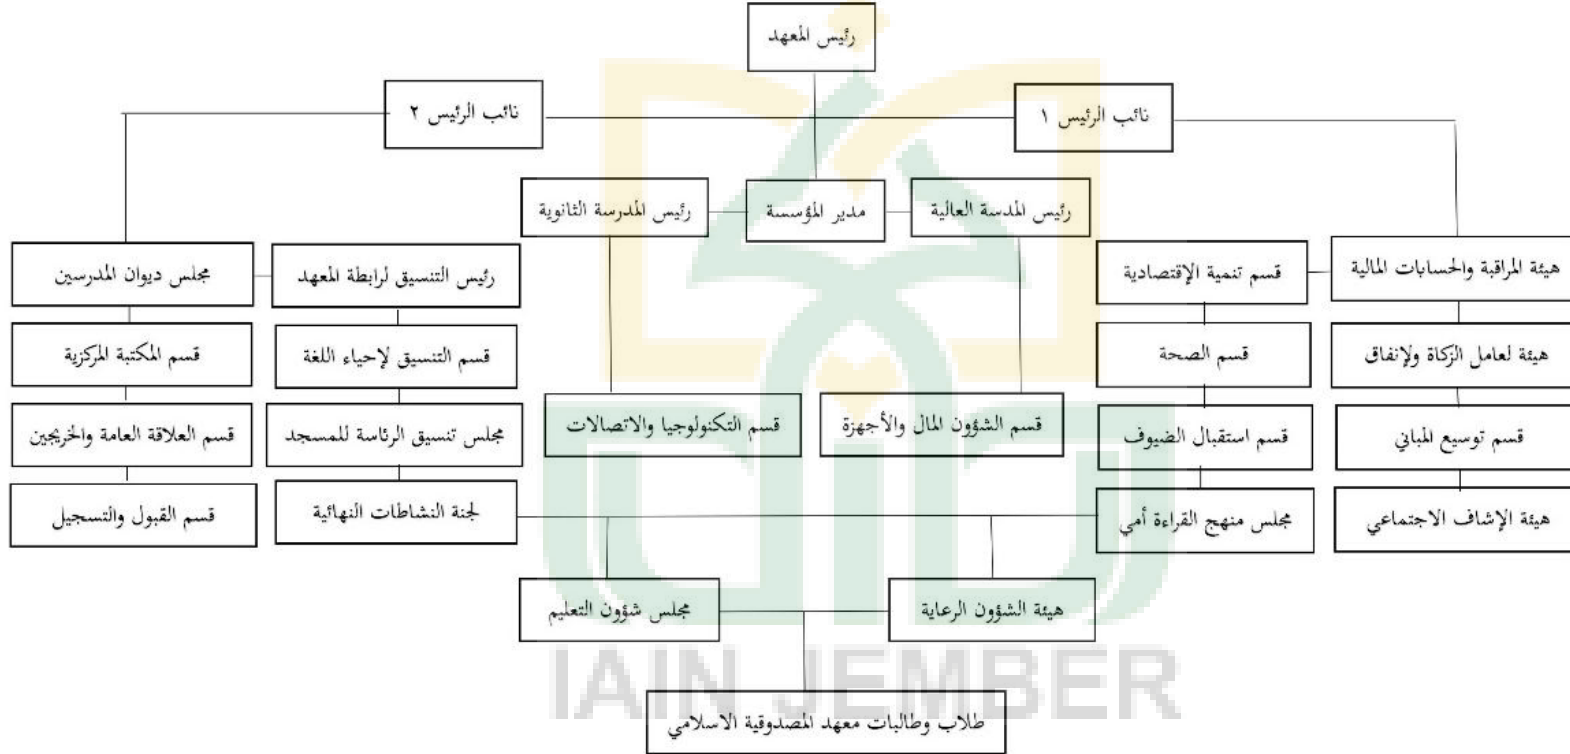 رئيس المعهد
نائب الرئيس ١
نائب الرئيس ٢
رئيس المدسة العالية
مدير المؤسسة
رئيس المدرسة الثانوية
هيئة المراقبة والحسابات المالية
قسم تنمية الإقتصادية
رئيس التنسيق لرابطة المعهد
مجلس ديوان المدرسين
هيئة لعامل الزكاة ولإنفاق
قسم الصحة
قسم التنسيق لإحياء اللغة
قسم المكتبة المركزية
قسم توسيع المباني
قسم استقبال الضيوف
قسم الشؤون المال والأجهزة
قسم التكنولوجيا والاتصالات
مجلس تنسيق الرئاسة للمسجد
قسم العلاقة العامة والخريجين
هيئة الإشاف الاجتماعي
مجلس منهج القراءة أمي
لجنة النشاطات النهائية
قسم القبول والتسجيل
هيئة الشؤون الرعاية
مجلس شؤون التعليم
IAIN JEMBER
طلاب وطالبات معهد المصدوقية الاسلامي